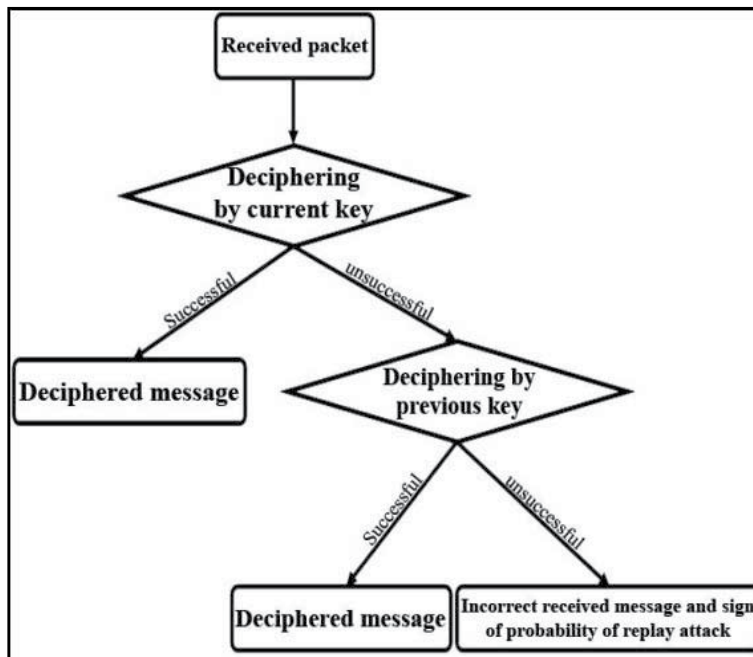 Received packet
Deciphering
by current key
Successful
unsuccessful
Deciphered message
Deciphering by
previous key
Successful
unsuccessful
Deciphered message
Incorrect received message and sign
of probability of replay attack